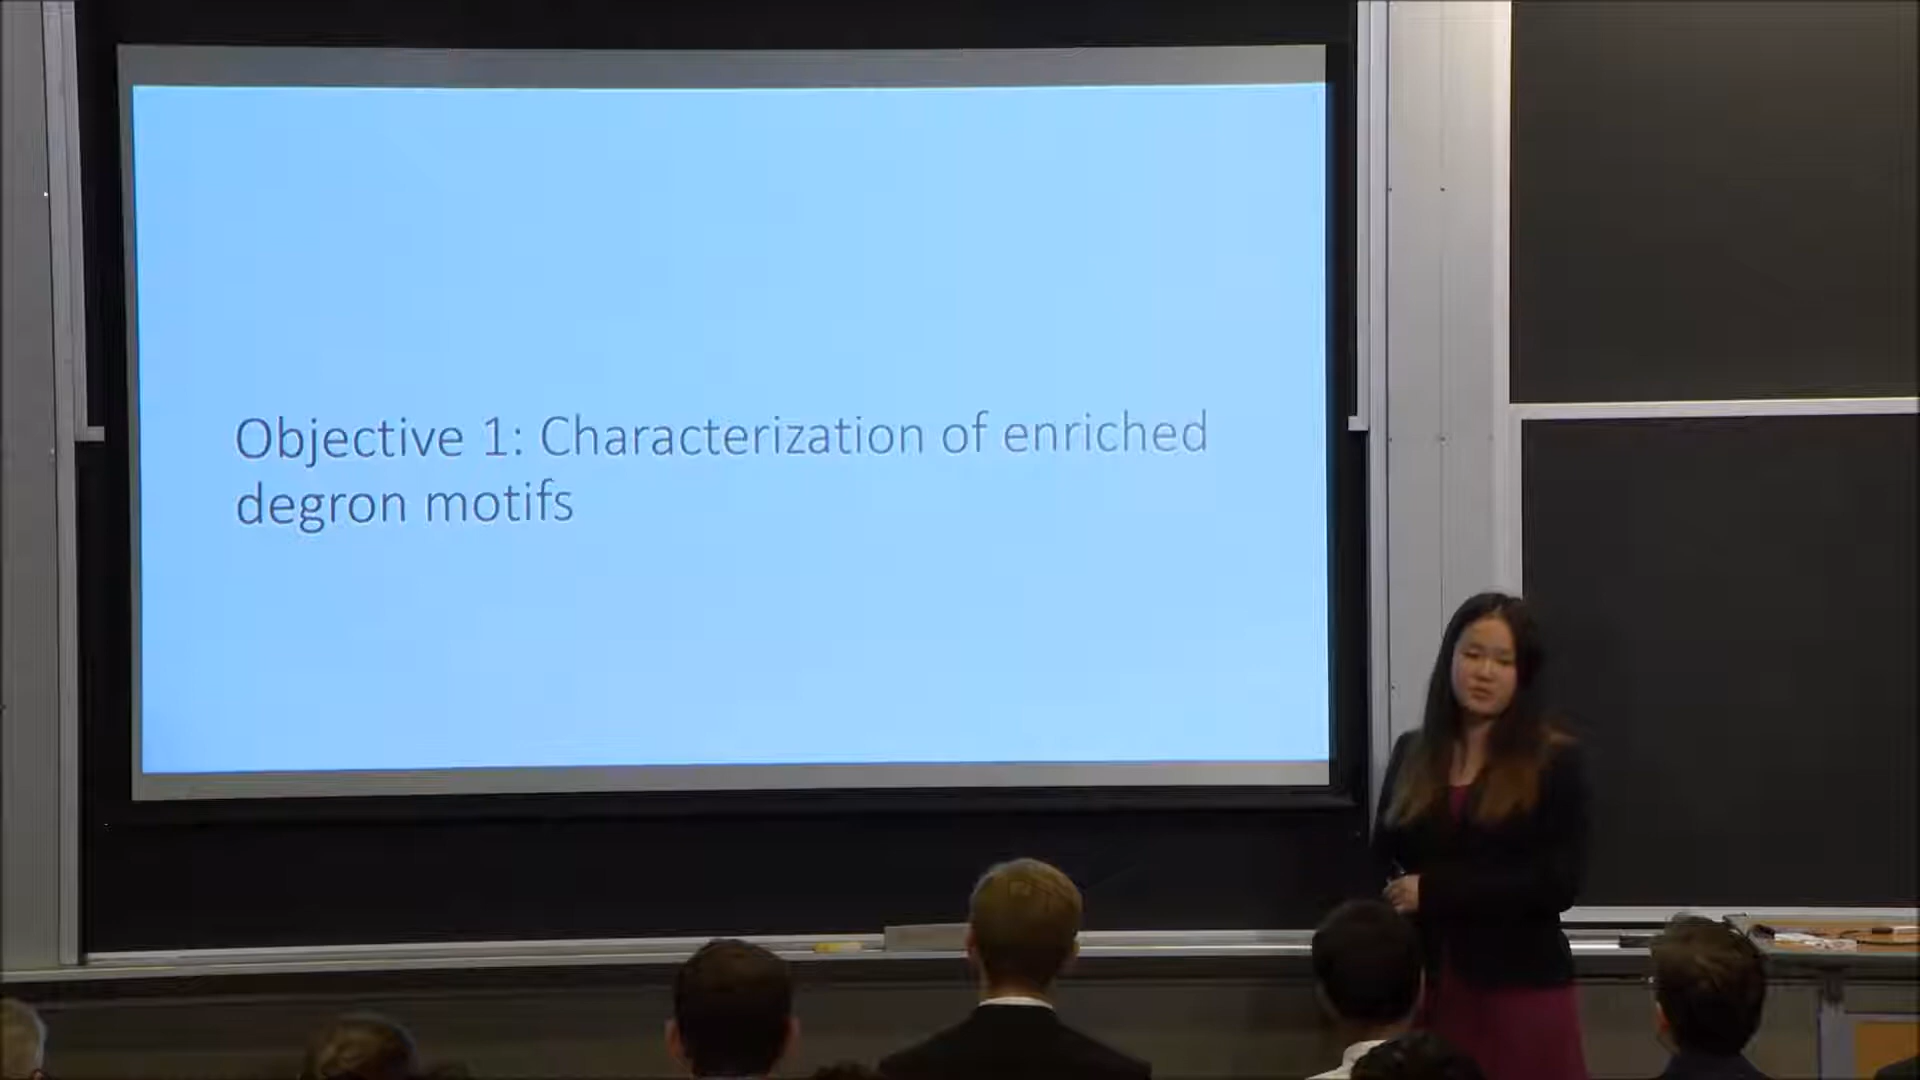 Objective 1: Characterization of enriched
degron motifs